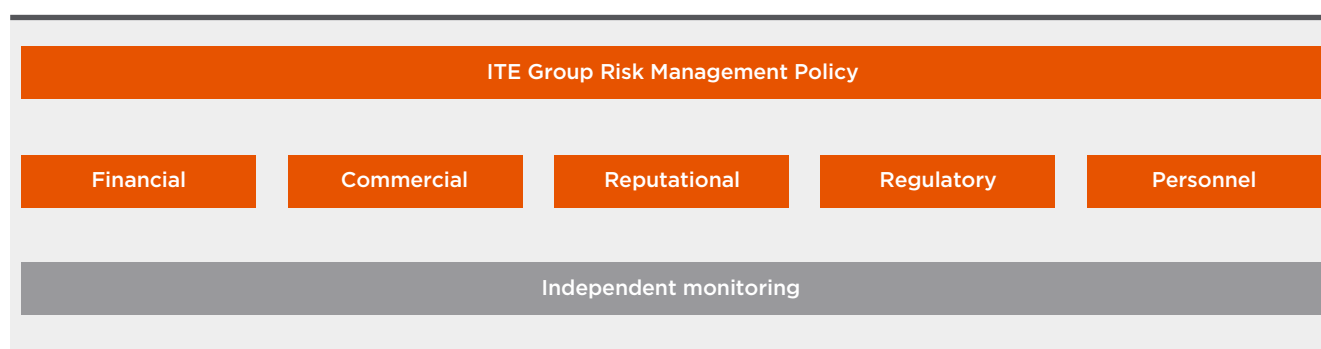 ITE Group Risk Management Policy
Financial Commercial Reputational Regulatory Personnel
Independent monitoring